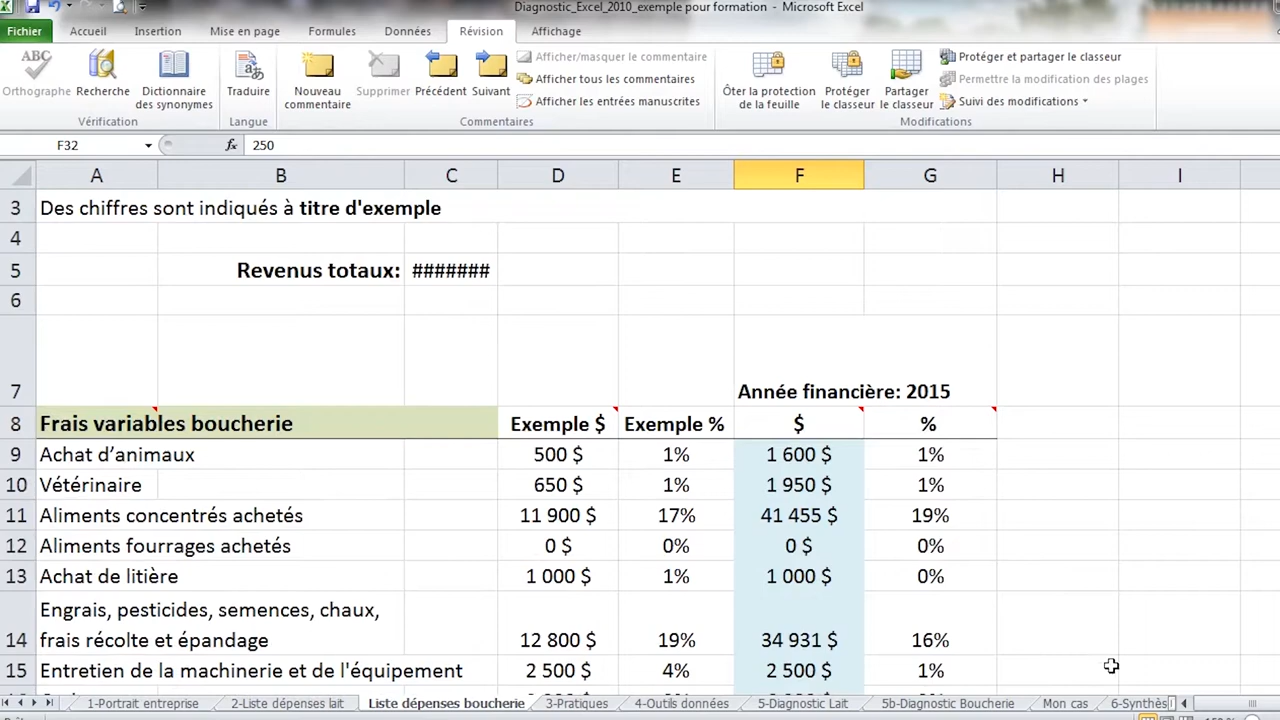 Diagnostic_Excel_2010_exemple pour formation - Microsoft Excel
Fichier Accueil Insertion Mise en page Formules Données Révision Affichage
ABC Orthographe
Recherche
Dictionnaire des synonymes
Traduire
Nouveau commentaire
Supprimer
Précédent
Suivant
Afficher/masquer le commentaire
Afficher tous les commentaires
Afficher les entrées manuscrites
Ôter la protection de la feuille
Protéger le classeur
Partager le classeur
Protéger et partager le classeur
Permettre la modification des plages
Suivi des modifications
Vérification Langue Commentaires Modifications
F32 fx 250
A B C D E F G H I
3 Des chiffres sont indiqués à titre d'exemple
4
5 Revenus totaux: #######
6
7 Année financière: 2015
8 Frais variables boucherie Exemple $ Exemple % $ %
9 Achat d’animaux 500 $ 1% 1 600 $ 1%
10 Vétérinaire 650 $ 1% 1 950 $ 1%
11 Aliments concentrés achetés 11 900 $ 17% 41 455 $ 19%
12 Aliments fourrages achetés 0 $ 0% 0 $ 0%
13 Achat de litière 1 000 $ 1% 1 000 $ 0%
Engrais, pesticides, semences, chaux,
14 frais récolte et épandage 12 800 $ 19% 34 931 $ 16%
15 Entretien de la machinerie et de l'équipement 2 500 $ 4% 2 500 $ 1%
1-Portrait entreprise 2-Liste dépenses lait Liste dépenses boucherie 3-Pratiques 4-Outils données 5-Diagnostic Lait 5b-Diagnostic Boucherie Mon cas 6-Synthès